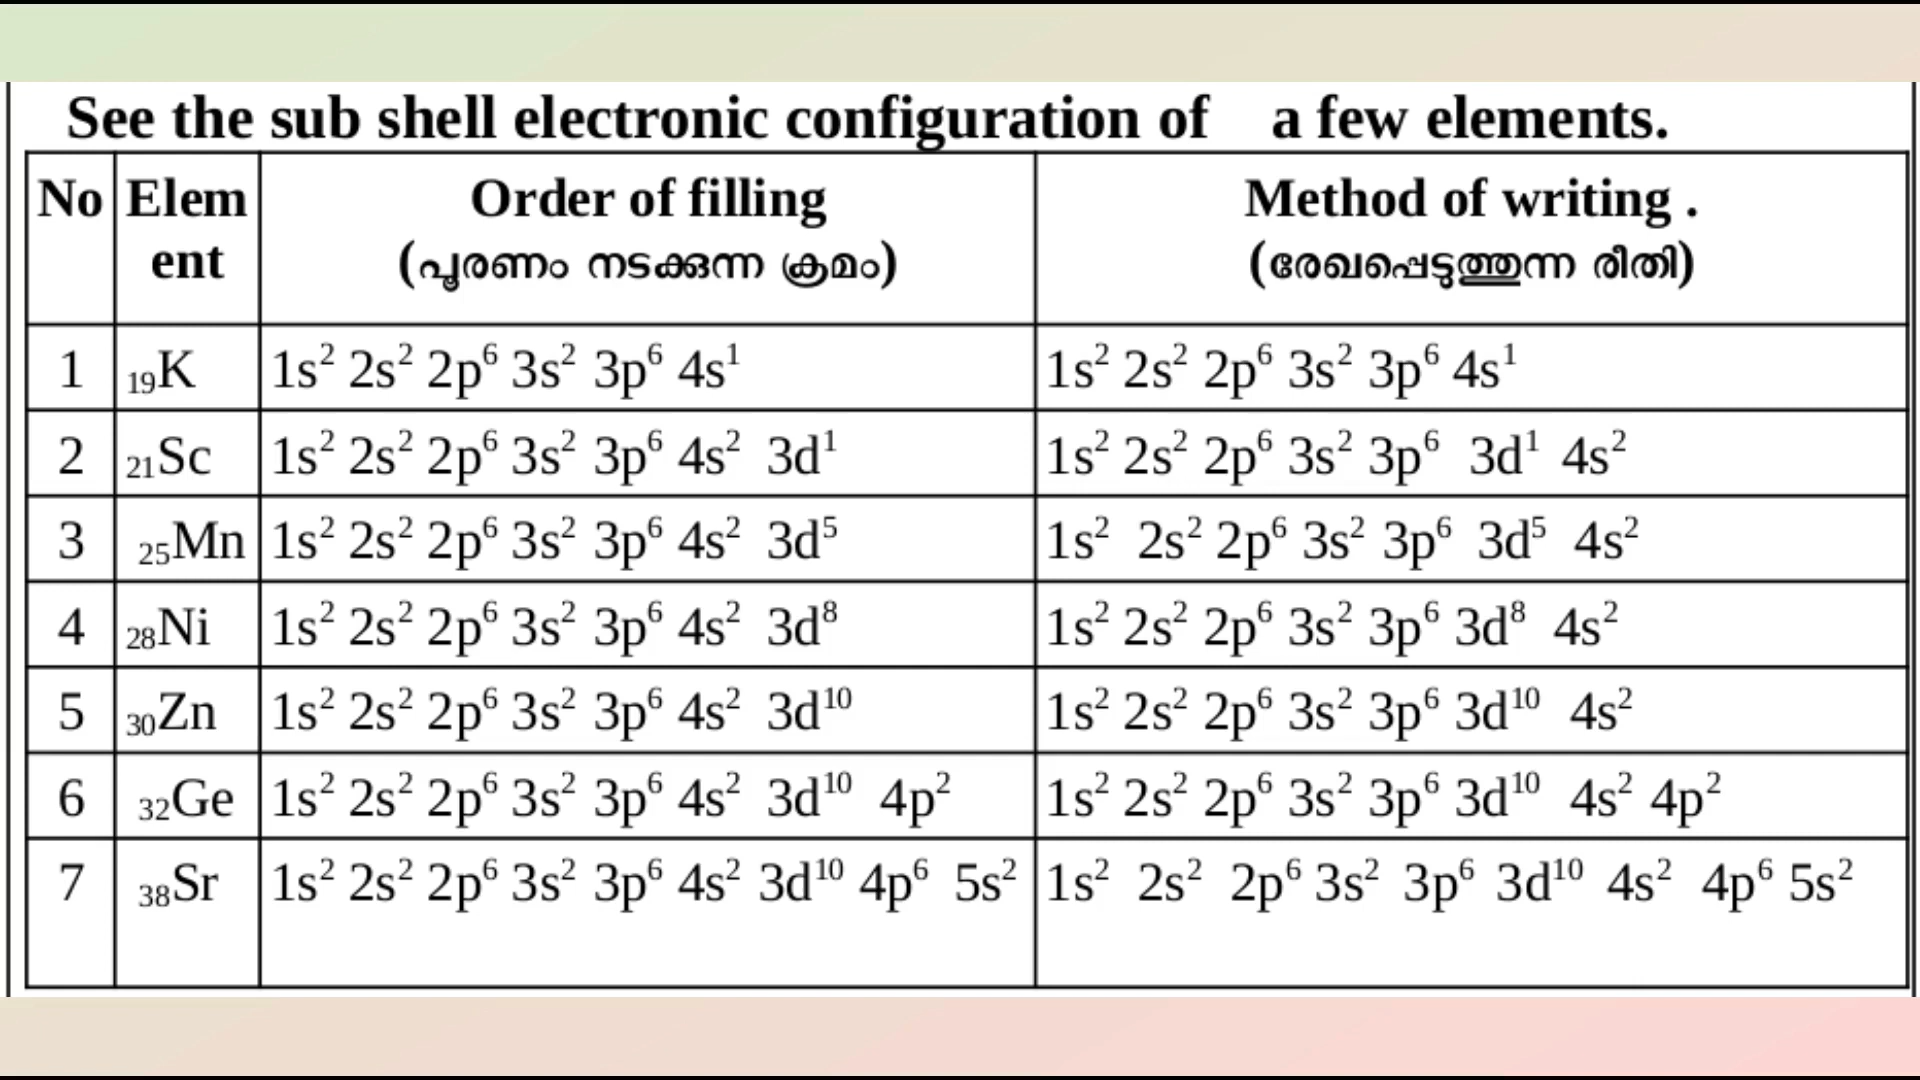 See the sub shell electronic configuration of a few elements.
No Elem Order of filling Method of writing .
ent (പൂരണം നടക്കുന്ന ക്രമം) (രേഖപ്പെടുത്തുന്ന രീതി)
1 ₁₉K 1s² 2s² 2p⁶ 3s² 3p⁶ 4s¹ 1s² 2s² 2p⁶ 3s² 3p⁶ 4s¹
2 ₂₁Sc 1s² 2s² 2p⁶ 3s² 3p⁶ 4s² 3d¹ 1s² 2s² 2p⁶ 3s² 3p⁶ 3d¹ 4s²
3 ₂₅Mn 1s² 2s² 2p⁶ 3s² 3p⁶ 4s² 3d⁵ 1s² 2s² 2p⁶ 3s² 3p⁶ 3d⁵ 4s²
4 ₂₈Ni 1s² 2s² 2p⁶ 3s² 3p⁶ 4s² 3d⁸ 1s² 2s² 2p⁶ 3s² 3p⁶ 3d⁸ 4s²
5 ₃₀Zn 1s² 2s² 2p⁶ 3s² 3p⁶ 4s² 3d¹⁰ 1s² 2s² 2p⁶ 3s² 3p⁶ 3d¹⁰ 4s²
6 ₃₂Ge 1s² 2s² 2p⁶ 3s² 3p⁶ 4s² 3d¹⁰ 4p² 1s² 2s² 2p⁶ 3s² 3p⁶ 3d¹⁰ 4s² 4p²
7 ₃₈Sr 1s² 2s² 2p⁶ 3s² 3p⁶ 4s² 3d¹⁰ 4p⁶ 5s² 1s² 2s² 2p⁶ 3s² 3p⁶ 3d¹⁰ 4s² 4p⁶ 5s²